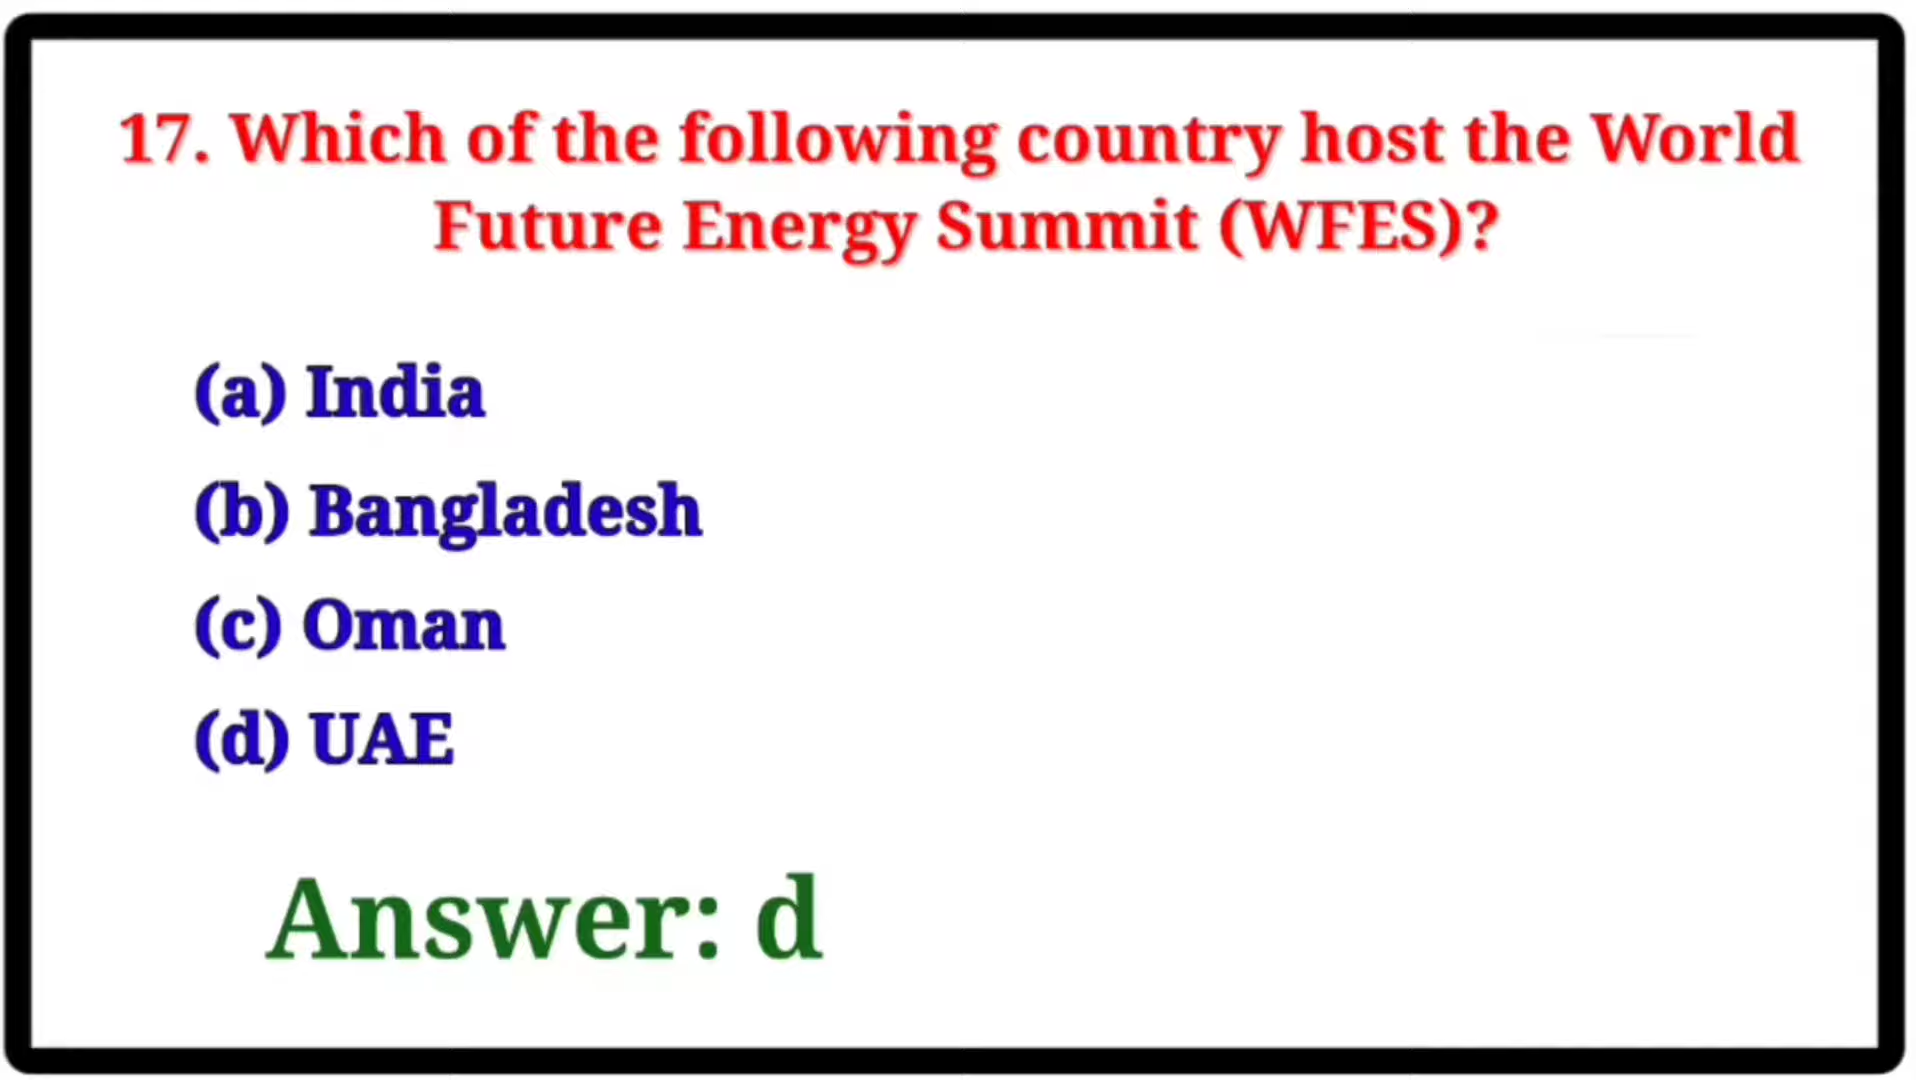 17. Which of the following country host the World
Future Energy Summit (WFES)?
(a) India
(b) Bangladesh
(c) Oman
(d) UAE
Answer: d